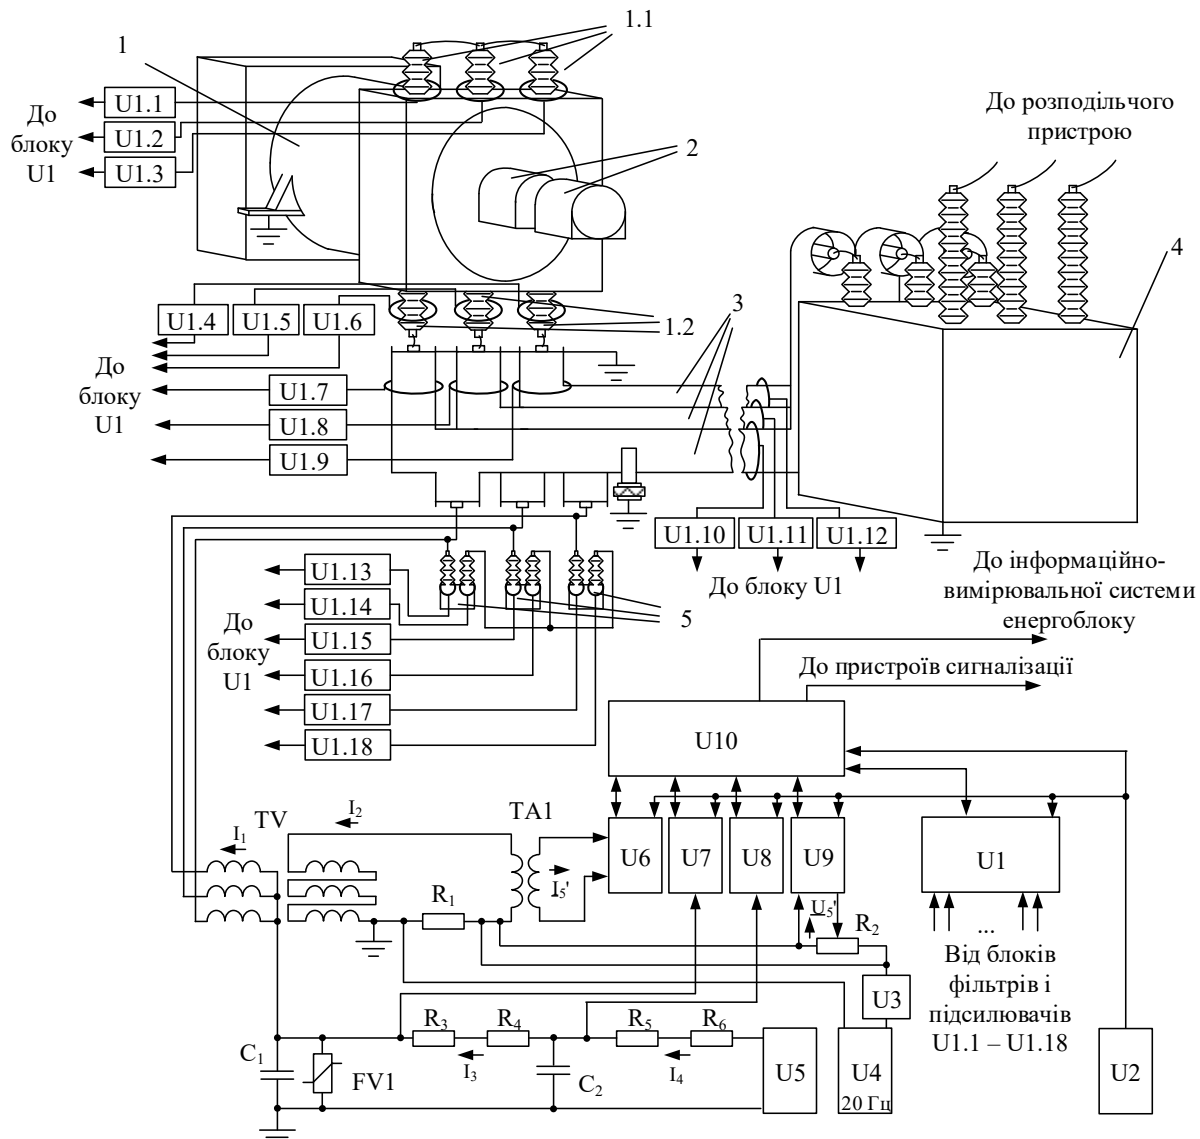 1.1
1
До
блоку
U1
U1.1
U1.2
U1.3
2
До розподільчого
пристрою
4
U1.4
U1.5
U1.6
1.2
3
До
блоку
U1
U1.7
U1.8
U1.9
U1.10
U1.11
U1.12
До блоку U1
До інформаційно-
вимірювальної системи
енергоблоку
До пристроїв сигналізації
До
блоку
U1
U1.13
U1.14
U1.15
U1.16
U1.17
U1.18
5
U10
TV
I₁
I₂
TA1
I₅'
U6
U7
U8
U9
U1
R₁
U₅'
R₂
...
Від блоків
фільтрів і
підсилювачів
U1.1 – U1.18
U3
R₃
R₄
R₅
R₆
I₃
I₄
C₁
FV1
C₂
U5
U4
20 Гц
U2